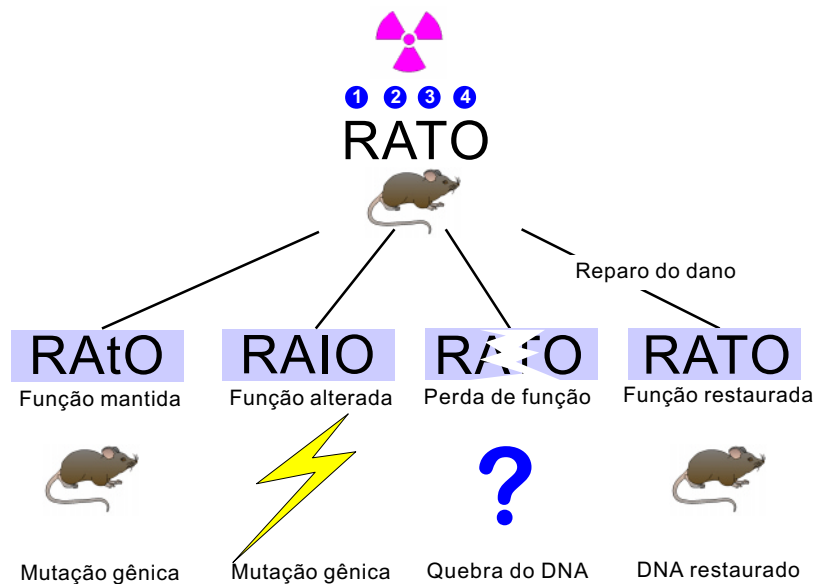 1 2 3 4
RATO
Reparo do dano
RAtO RAIO RATO RATO
Função mantida Função alterada Perda de função Função restaurada
?
Mutação gênica Mutação gênica Quebra do DNA DNA restaurado